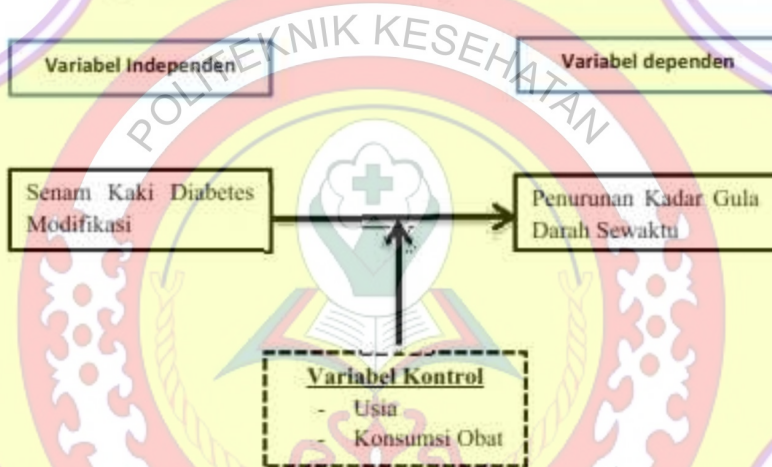 POLITEKNIK KESEHATAN
Variabel Independen
Variabel dependen
Senam Kaki Diabetes
Modifikasi
Penurunan Kadar Gula
Darah Sewaktu
Variabel Kontrol
- Usia
- Konsumsi Obat